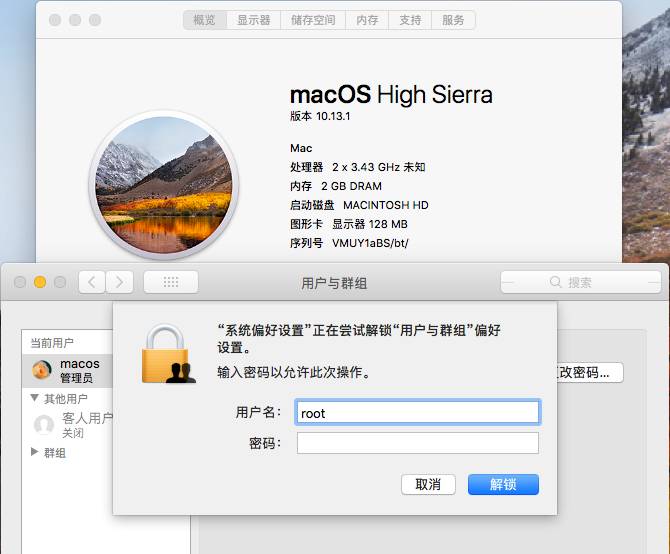 概览 显示器 储存空间 内存 支持 服务
macOS High Sierra
版本 10.13.1
Mac
处理器 2 x 3.43 GHz 未知
内存 2 GB DRAM
启动磁盘 MACINTOSH HD
图形卡 显示器 128 MB
序列号 VMUY1aBS/bt/
用户与群组
搜索
当前用户
macos
管理员
其他用户
客人用户
关闭
群组
“系统偏好设置”正在尝试解锁“用户与群组”偏好
设置。
输入密码以允许此次操作。
用户名： root
密码：
取消 解锁
改密码...